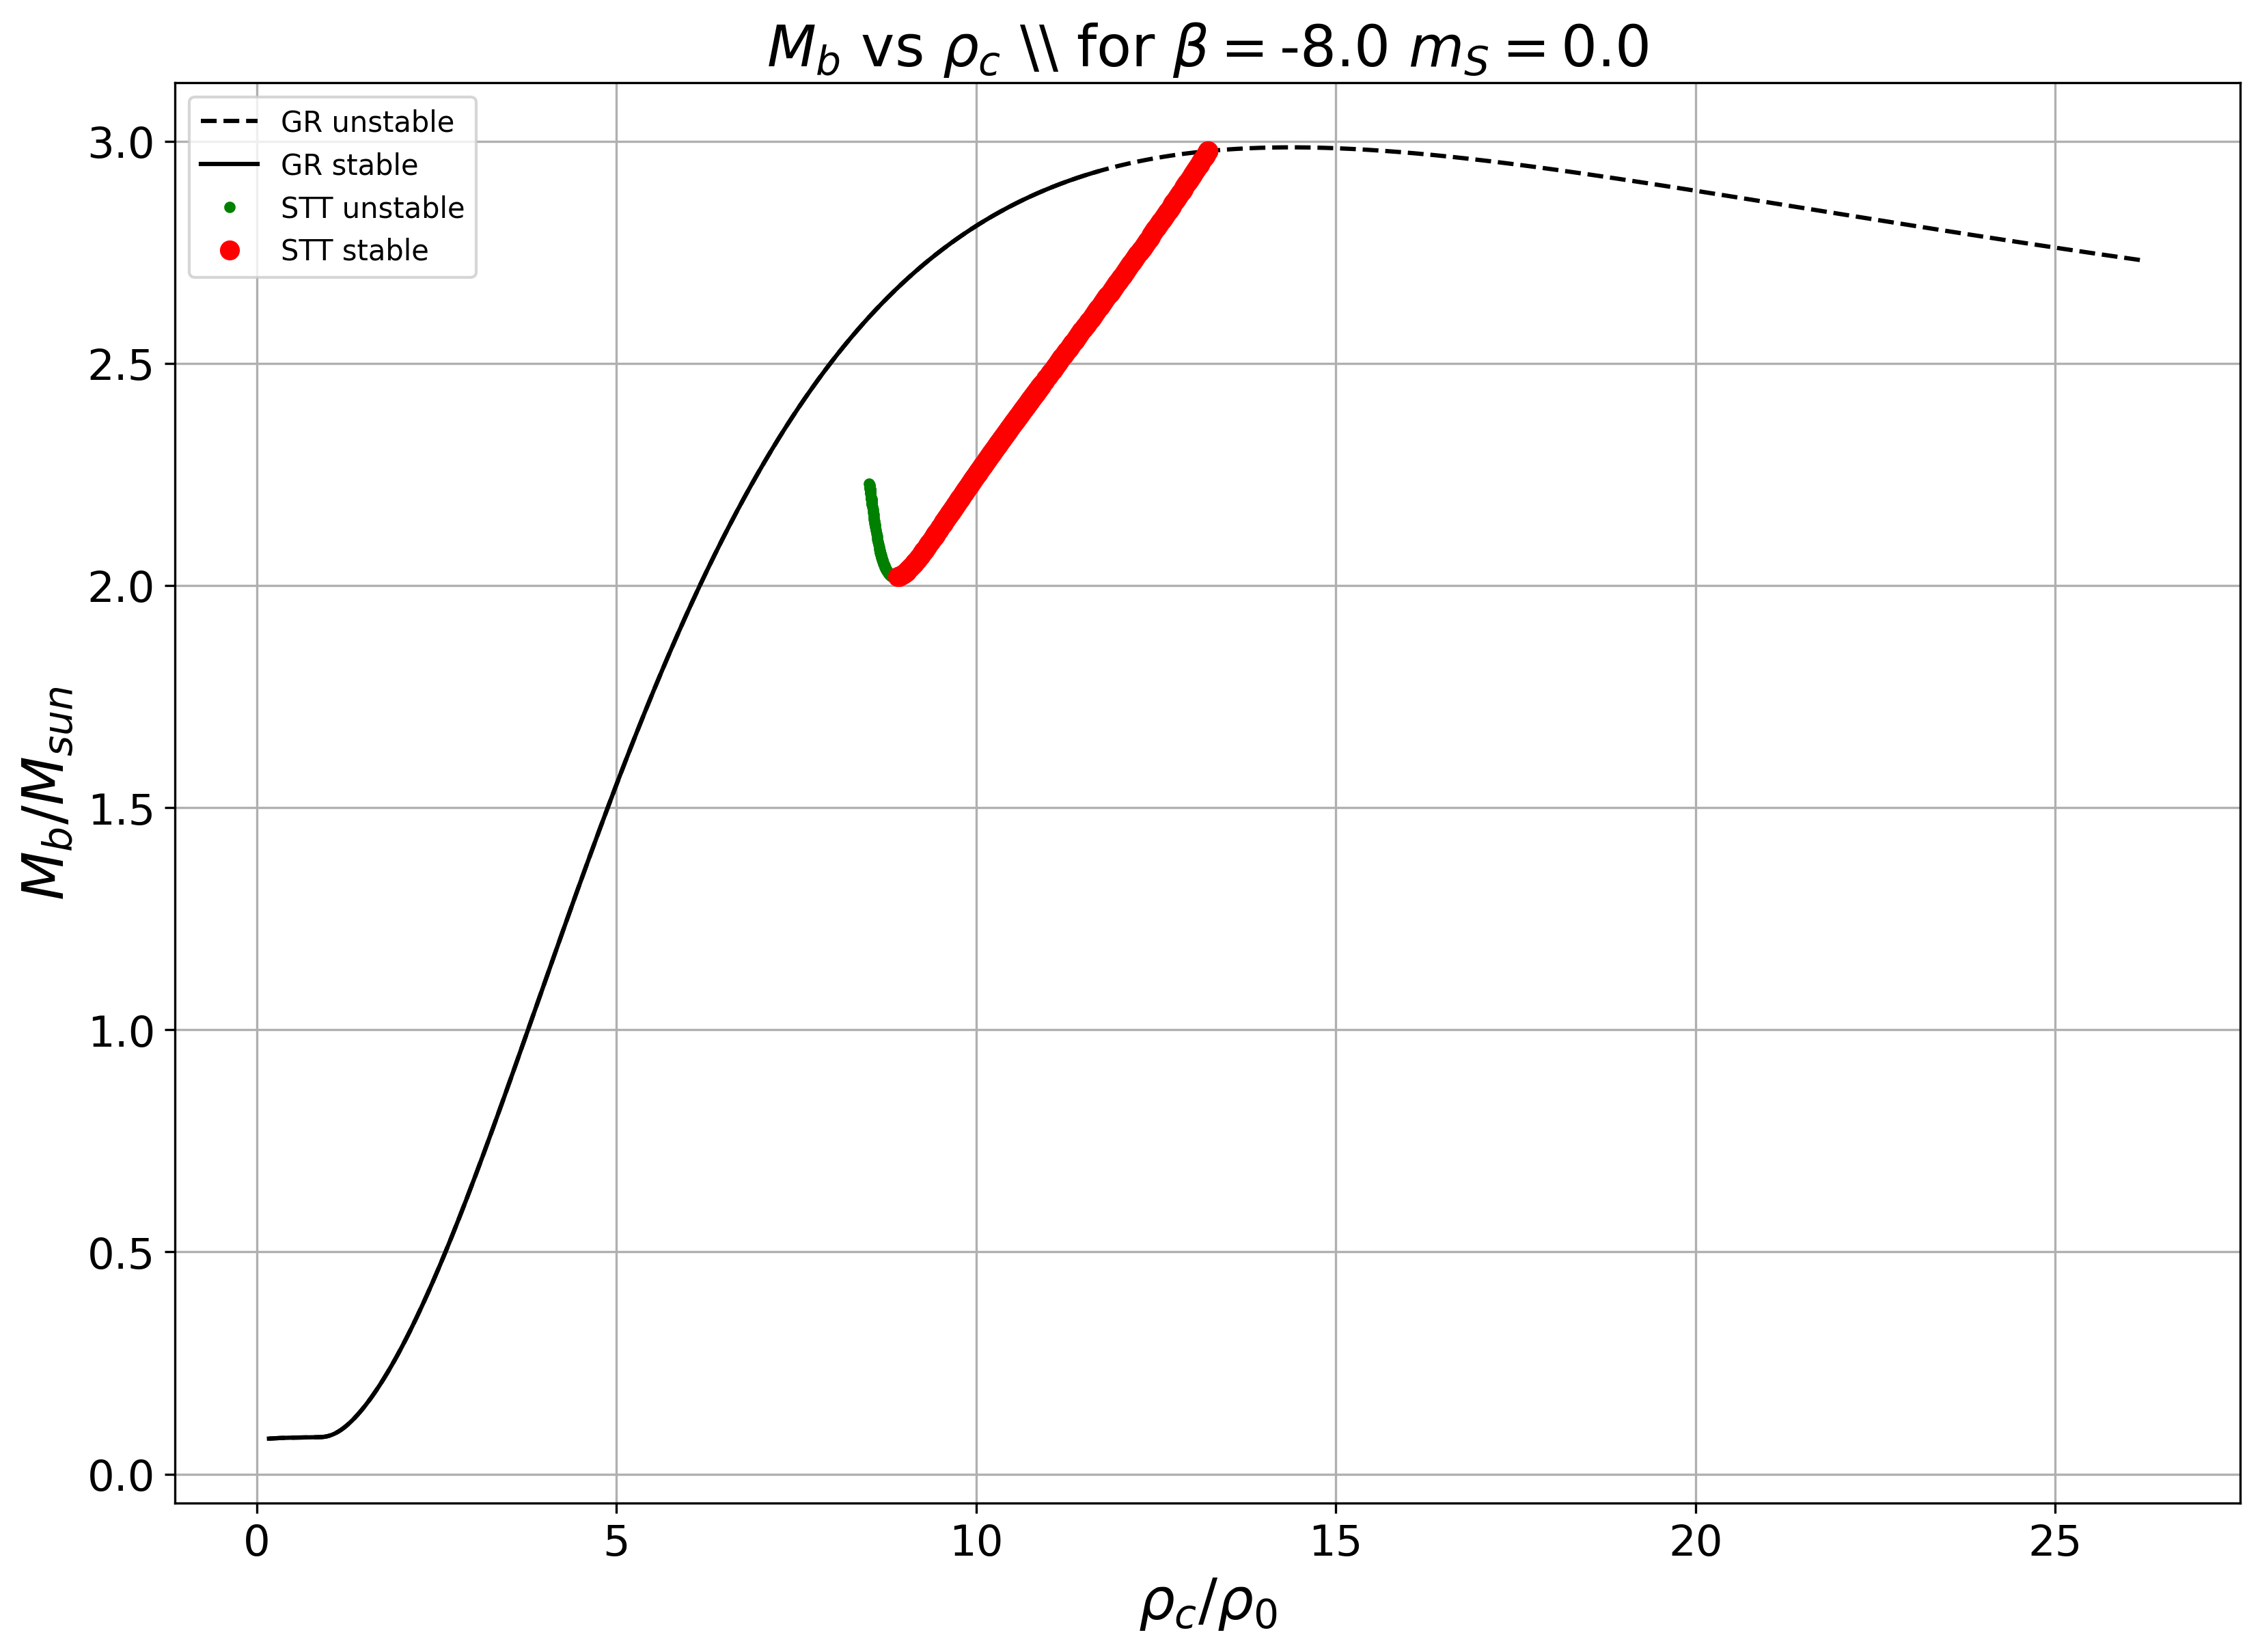 M_b vs ρ_c \\ for β = -8.0 m_S = 0.0
GR unstable
GR stable
STT unstable
STT stable
M_b/M_sun
3.0
2.5
2.0
1.5
1.0
0.5
0.0
0 5 10 15 20 25
ρ_c/ρ_0